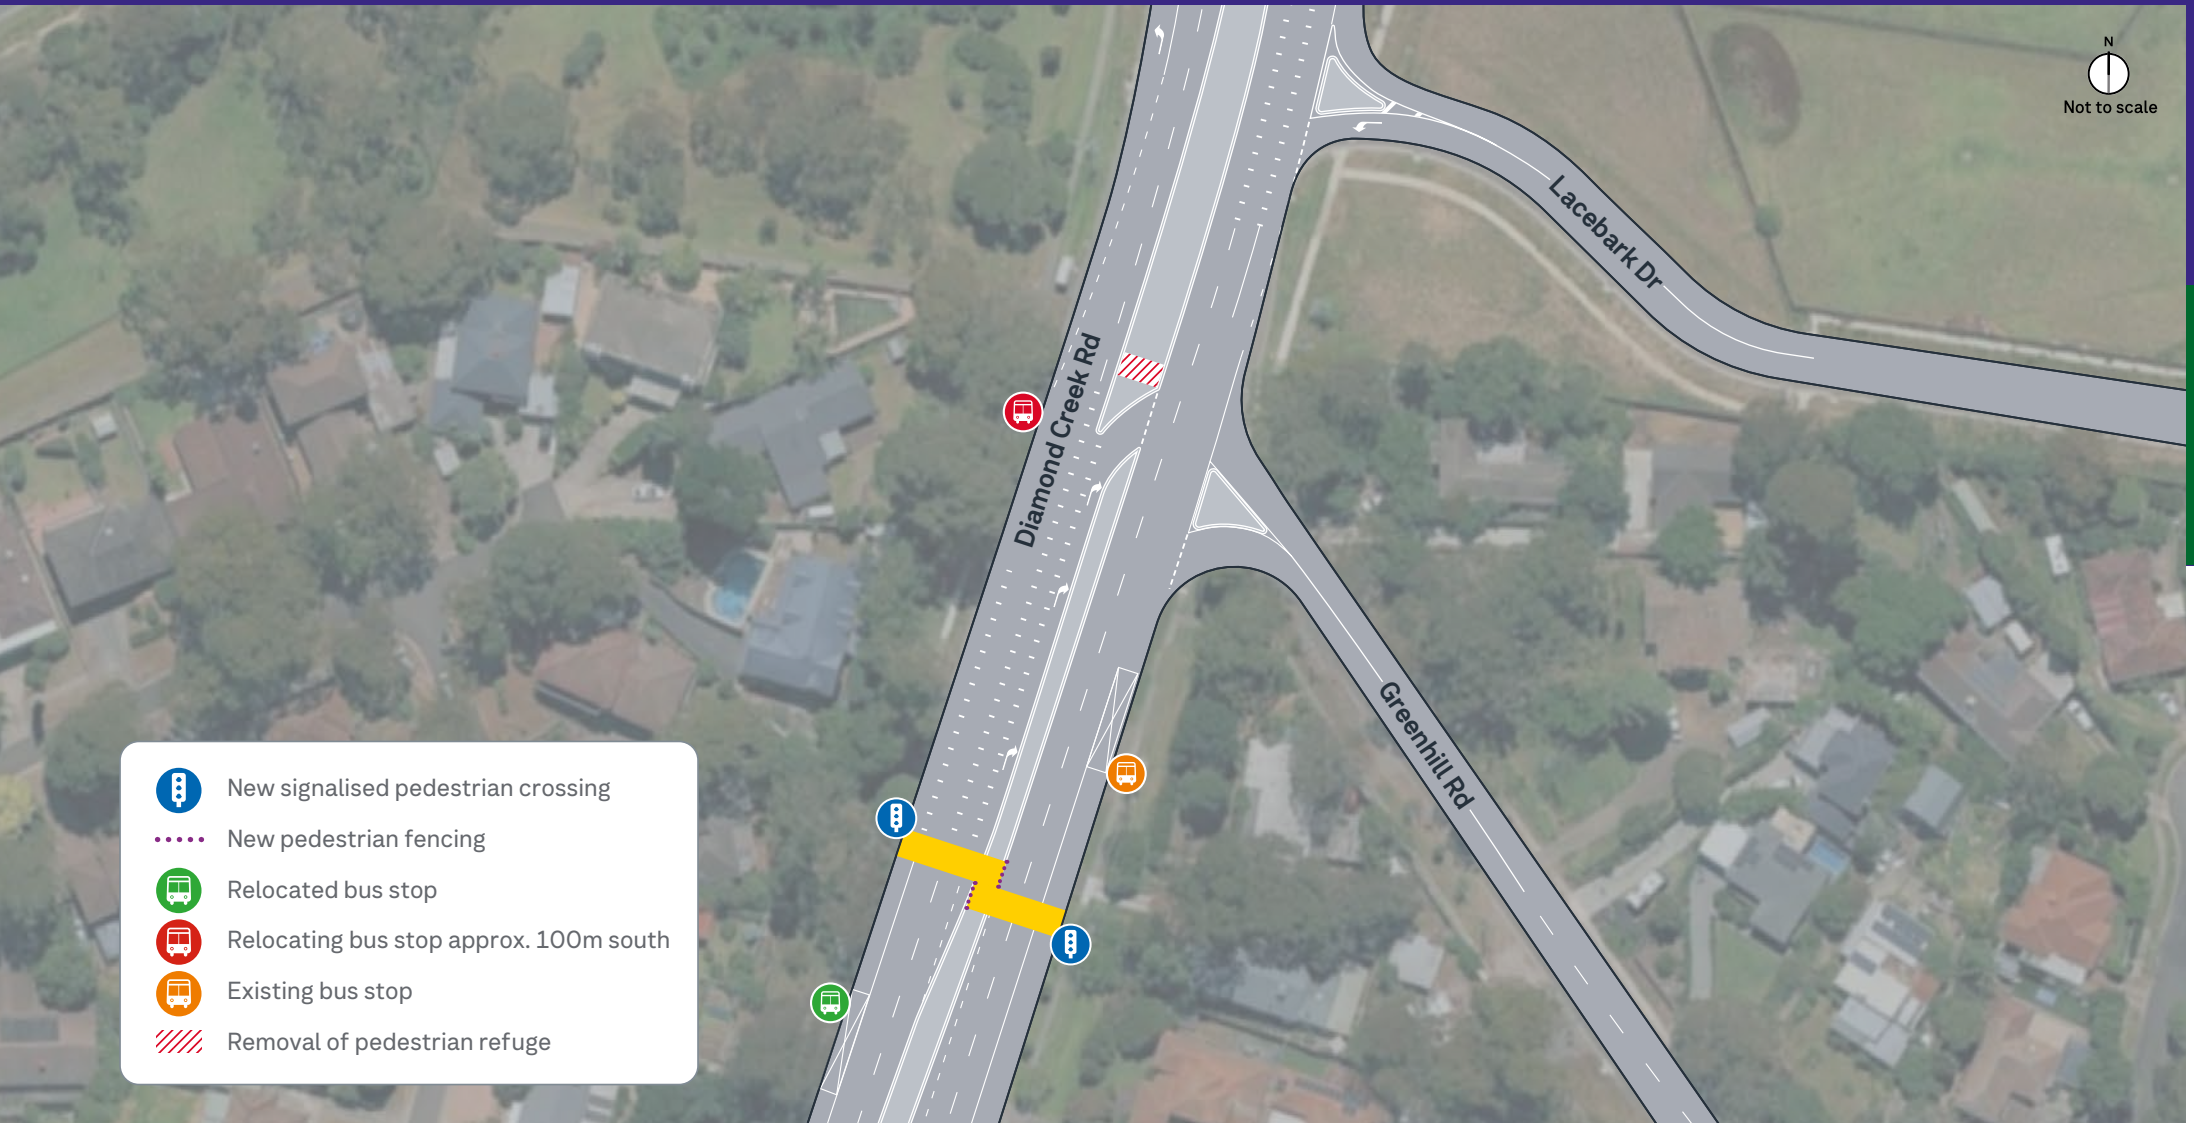 N
Not to scale
Lacebark Dr
Diamond Creek Rd
Greenhill Rd
New signalised pedestrian crossing
New pedestrian fencing
Relocated bus stop
Relocating bus stop approx. 100m south
Existing bus stop
Removal of pedestrian refuge